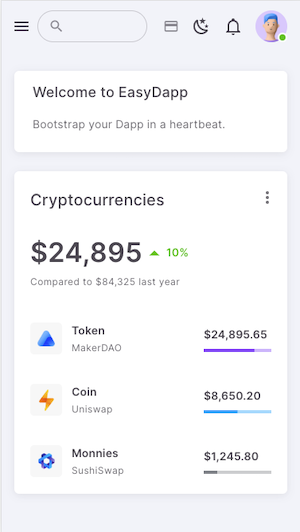 Welcome to EasyDapp
Bootstrap your Dapp in a heartbeat.
Cryptocurrencies
$24,895 10%
Compared to $84,325 last year
Token
MakerDAO
$24,895.65
Coin
Uniswap
$8,650.20
Monnies
SushiSwap
$1,245.80